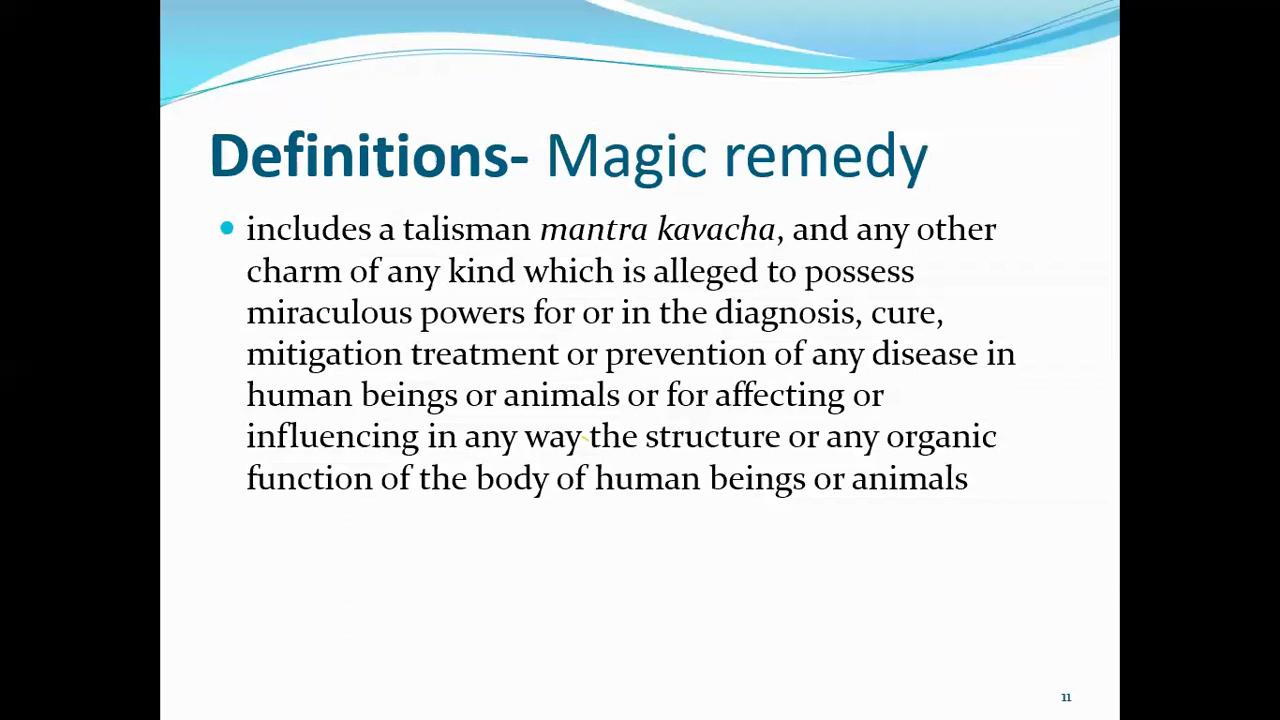 Definitions- Magic remedy
includes a talisman mantra kavacha, and any other
charm of any kind which is alleged to possess
miraculous powers for or in the diagnosis, cure,
mitigation treatment or prevention of any disease in
human beings or animals or for affecting or
influencing in any way the structure or any organic
function of the body of human beings or animals
11